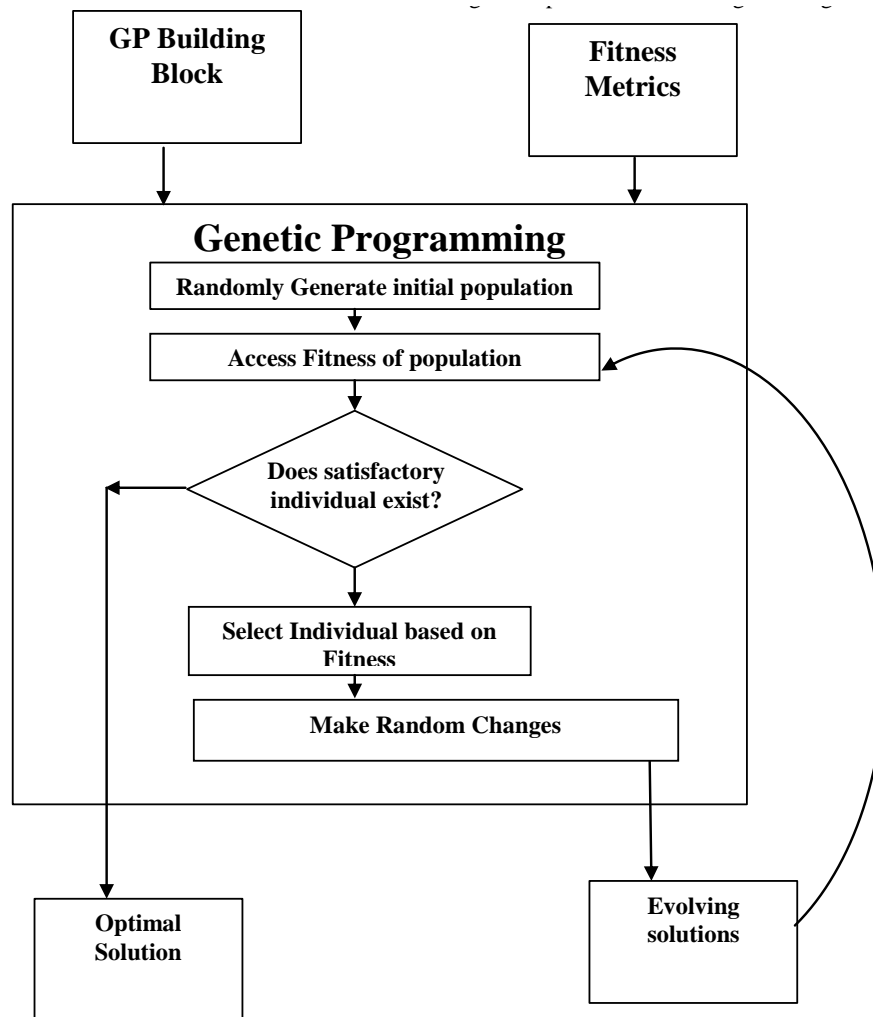 GP Building
Block
Fitness
Metrics
Genetic Programming
Randomly Generate initial population
Access Fitness of population
Does satisfactory
individual exist?
Select Individual based on
Fitness
Make Random Changes
Optimal
Solution
Evolving
solutions